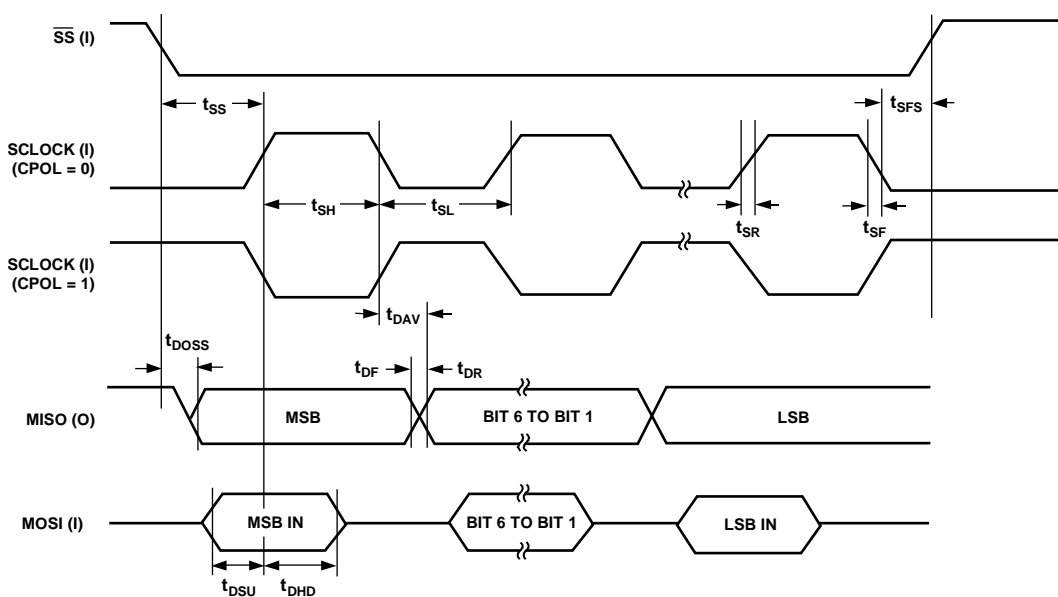 SS (I)
tSS
tSFS
SCLOCK (I)
(CPOL = 0)
tSH
tSL
tSR
tSF
SCLOCK (I)
(CPOL = 1)
tDAV
tDOSS
tDF
tDR
MISO (O)
MSB
BIT 6 TO BIT 1
LSB
MOSI (I)
MSB IN
BIT 6 TO BIT 1
LSB IN
tDSU
tDHD